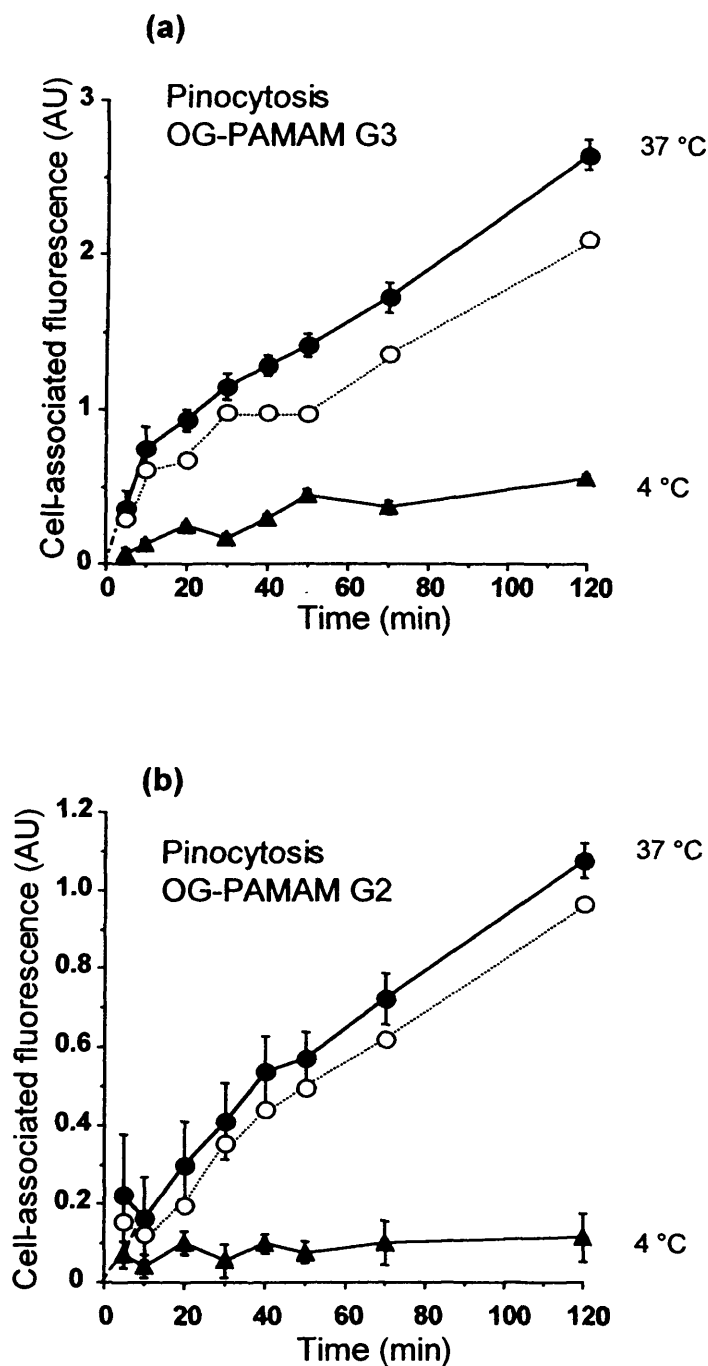 (a)
Cell-associated fluorescence (AU)
3
2
1
0
Pinocytosis
OG-PAMAM G3
37 °C
4 °C
20
40
60
80
100
120
Time (min)
(b)
Cell-associated fluorescence (AU)
1.2
1.0
0.8
0.6
0.4
0.2
0
Pinocytosis
OG-PAMAM G2
37 °C
4 °C
20
40
60
80
100
120
Time (min)